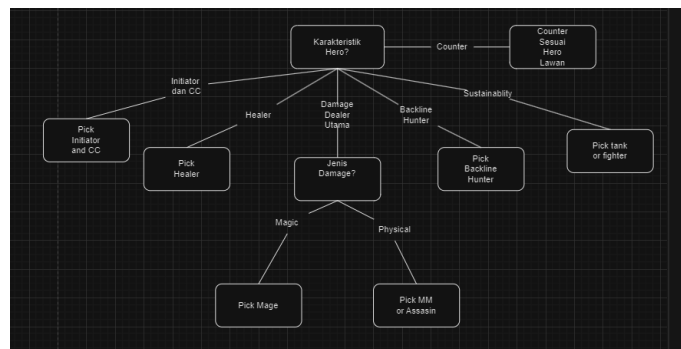 Karakteristik
Hero?
Counter
Counter
Sesuai
Hero
Lawan
Initiator
dan CC
Healer
Damage
Dealer
Utama
Backline
Hunter
Sustainablity
Pick
Initiator
and CC
Pick
Healer
Jenis
Damage?
Pick
Backline
Hunter
Pick tank
or fighter
Magic
Physical
Pick Mage
Pick MM
or Assasin